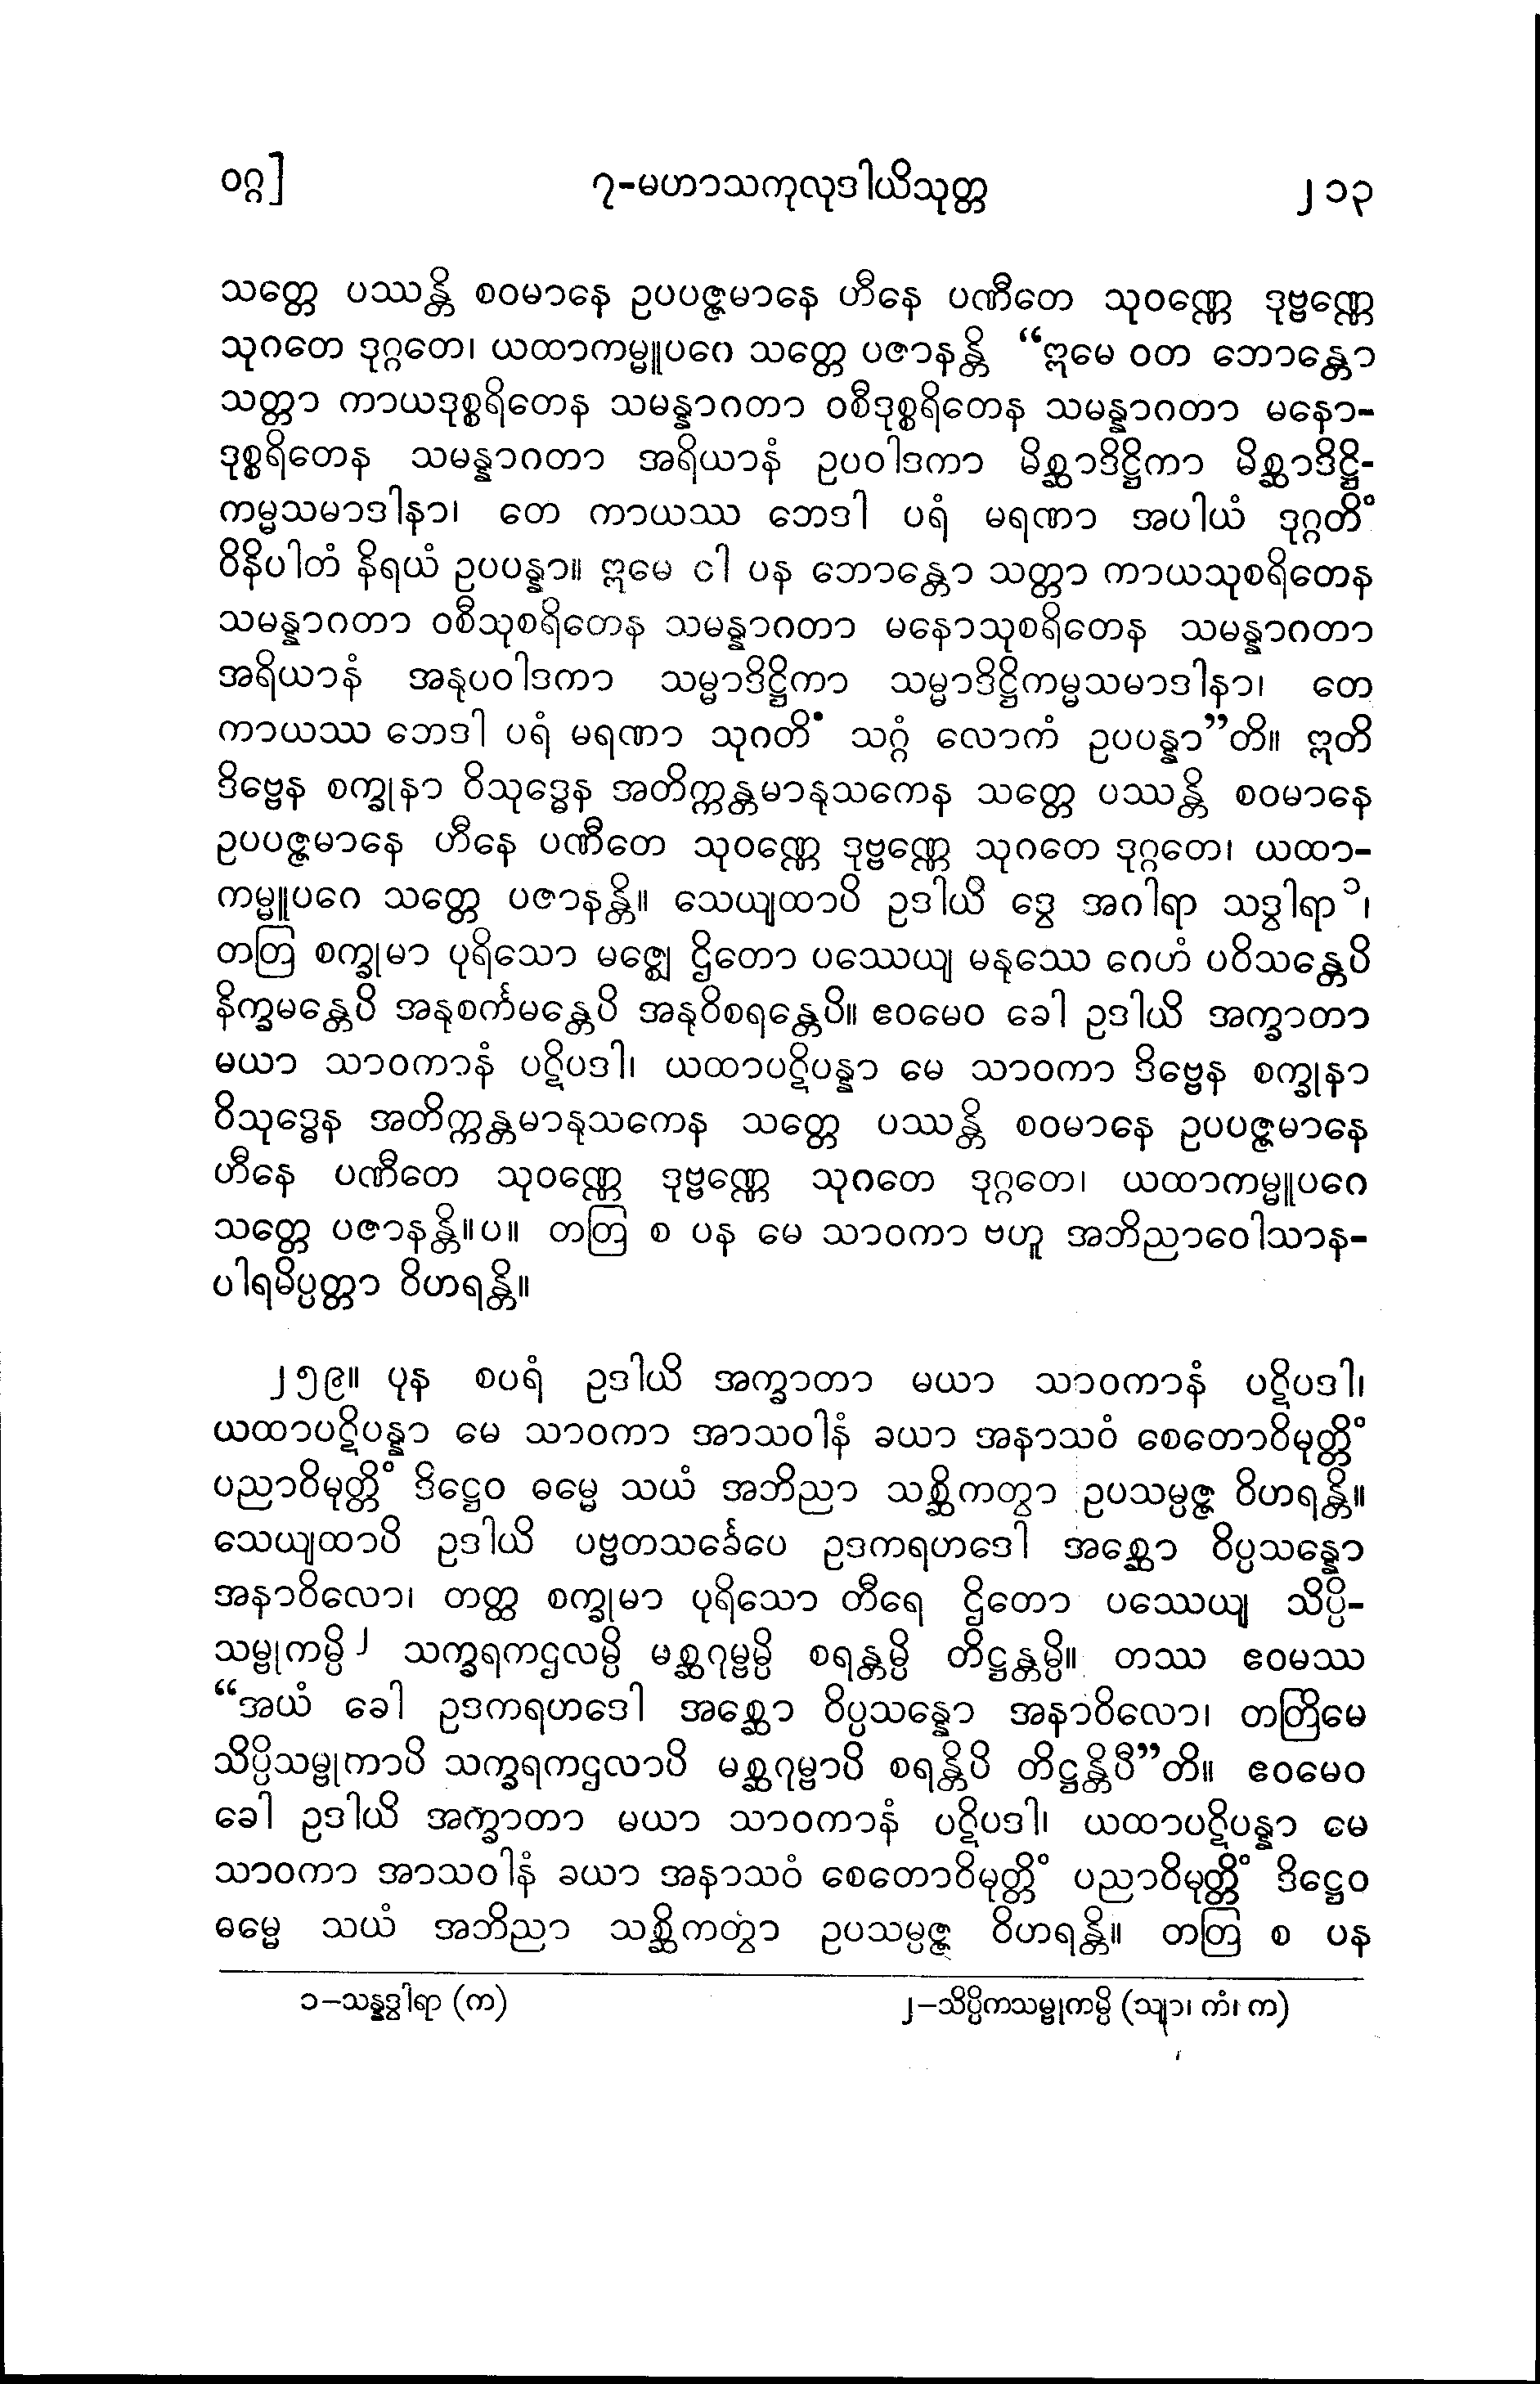 ဝဂ္ဂ]
၇-မဟာသကုလုဒါယိသုတ္တ
၂၁၃
သတ္တေ ပဿန္တိ စဝမာနေ ဥပပဇ္ဇမာနေ ဟီနေ ပဏီတေ သုဝဏ္ဏေ ဒုဗ္ဗဏ္ဏေ
သုဂတေ ဒုဂ္ဂတေ၊ ယထာကမ္မူပဂေ သတ္တေ ပဇာနန္တိ “ဣမေ ဝတ ဘောန္တော
သတ္တာ ကာယဒုစ္စရိတေန သမန္နာဂတာ ဝစီဒုစ္စရိတေန သမန္နာဂတာ မနော-
ဒုစ္စရိတေန သမန္နာဂတာ အရိယာနံ ဥပဝါဒကာ မိစ္ဆာဒိဋ္ဌိကာ မိစ္ဆာဒိဋ္ဌိ-
ကမ္မသမာဒါနာ၊ တေ ကာယဿ ဘေဒါ ပရံ မရဏာ အပါယံ ဒုဂ္ဂတိံ
ဝိနိပါတံ နိရယံ ဥပပန္နာ။ ဣမေ ဝါ ပန ဘောန္တော သတ္တာ ကာယသုစရိတေန
သမန္နာဂတာ ဝစီသုစရိတေန သမန္နာဂတာ မနောသုစရိတေန သမန္နာဂတာ
အရိယာနံ အနုပဝါဒကာ သမ္မာဒိဋ္ဌိကာ သမ္မာဒိဋ္ဌိကမ္မသမာဒါနာ၊ တေ
ကာယဿ ဘေဒါ ပရံ မရဏာ သုဂတိံ သဂ္ဂံ လောကံ ဥပပန္နာ”တိ။ ဣတိ
ဒိဗ္ဗေန စက္ခုနာ ဝိသုဒ္ဓေန အတိက္ကန္တမာနုသကေန သတ္တေ ပဿန္တိ စဝမာနေ
ဥပပဇ္ဇမာနေ ဟီနေ ပဏီတေ သုဝဏ္ဏေ ဒုဗ္ဗဏ္ဏေ သုဂတေ ဒုဂ္ဂတေ၊ ယထာ-
ကမ္မူပဂေ သတ္တေ ပဇာနန္တိ။ သေယျထာပိ ဥဒါယိ ဒွေ အဂါရာ သဒွါရာ၁၊
တတြ စက္ခုမာ ပုရိသော မဇ္ဈေ ဌိတော ပဿေယျ မနုဿေ ဂေဟံ ပဝိသန္တေပိ
နိက္ခမန္တေပိ အနုစင်္ကမန္တေပိ အနုဝိစရန္တေပိ။ ဧဝမေဝ ခေါ ဥဒါယိ အက္ခာတာ
မယာ သာဝကာနံ ပဋိပဒါ၊ ယထာပဋိပန္နာ မေ သာဝကာ ဒိဗ္ဗေန စက္ခုနာ
ဝိသုဒ္ဓေန အတိက္ကန္တမာနုသကေန သတ္တေ ပဿန္တိ စဝမာနေ ဥပပဇ္ဇမာနေ
ဟီနေ ပဏီတေ သုဝဏ္ဏေ ဒုဗ္ဗဏ္ဏေ သုဂတေ ဒုဂ္ဂတေ၊ ယထာကမ္မူပဂေ
သတ္တေ ပဇာနန္တိ။ပ။ တတြ စ ပန မေ သာဝကာ ဗဟူ အဘိညာဝေါသာန-
ပါရမိပ္ပတ္တာ ဝိဟရန္တိ။
၂၅၉။ ပုန စပရံ ဥဒါယိ အက္ခာတာ မယာ သာဝကာနံ ပဋိပဒါ၊
ယထာပဋိပန္နာ မေ သာဝကာ အာသဝါနံ ခယာ အနာသဝံ စေတောဝိမုတ္တိံ
ပညာဝိမုတ္တိံ ဒိဋ္ဌေဝ ဓမ္မေ သယံ အဘိညာ သစ္ဆိကတွာ ဥပသမ္ပဇ္ဇ ဝိဟရန္တိ။
သေယျထာပိ ဥဒါယိ ပဗ္ဗတသင်္ခေပေ ဥဒကရဟဒေါ အစ္ဆော ဝိပ္ပသန္နော
အနာဝိလော၊ တတ္ထ စက္ခုမာ ပုရိသော တီရေ ဌိတော ပဿေယျ သိပ္ပိ-
သမ္ဗုကမ္ပိ၂ သက္ခရကဌလမ္ပိ မစ္ဆဂုမ္ဗမ္ပိ စရန္တမ္ပိ တိဋ္ဌန္တမ္ပိ။ တဿ ဧဝမဿ
“အယံ ခေါ ဥဒကရဟဒေါ အစ္ဆော ဝိပ္ပသန္နော အနာဝိလော၊ တတြိမေ
သိပ္ပိသမ္ဗုကာပိ သက္ခရကဌလာပိ မစ္ဆဂုမ္ဗာပိ စရန္တိပိ တိဋ္ဌန္တိပီ”တိ။ ဧဝမေဝ
ခေါ ဥဒါယိ အက္ခာတာ မယာ သာဝကာနံ ပဋိပဒါ၊ ယထာပဋိပန္နာ မေ
သာဝကာ အာသဝါနံ ခယာ အနာသဝံ စေတောဝိမုတ္တိံ ပညာဝိမုတ္တိံ ဒိဋ္ဌေဝ
ဓမ္မေ သယံ အဘိညာ သစ္ဆိကတွာ ဥပသမ္ပဇ္ဇ ဝိဟရန္တိ။ တတြ စ ပန
၁–သန္နဒွါရာ (က)
၂–သိပ္ပိကသမ္ဗုကမ္ပိ (သျာ၊ ကံ၊ က)